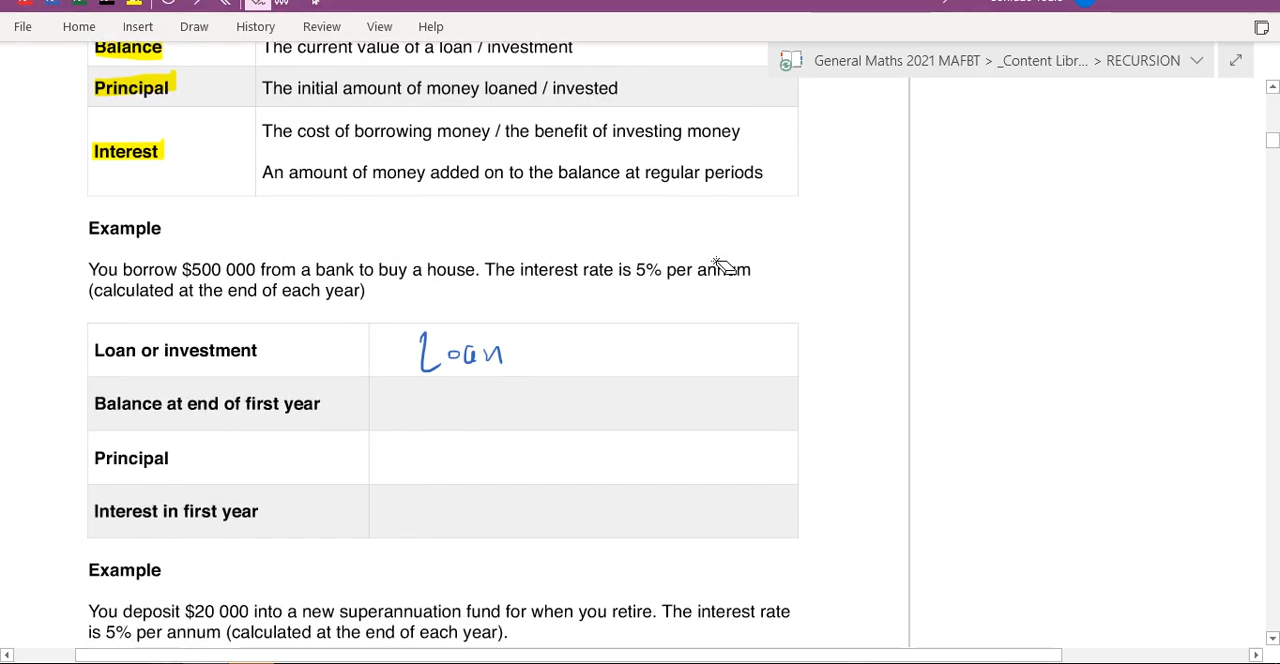 File Home Insert Draw History Review View Help
General Maths 2021 MAFBT > _Content Libr... > RECURSION
Balance The current value of a loan / investment
Principal The initial amount of money loaned / invested
The cost of borrowing money / the benefit of investing money
Interest
An amount of money added on to the balance at regular periods
Example
You borrow $500 000 from a bank to buy a house. The interest rate is 5% per annum
(calculated at the end of each year)
Loan or investment Loan
Balance at end of first year
Principal
Interest in first year
Example
You deposit $20 000 into a new superannuation fund for when you retire. The interest rate
is 5% per annum (calculated at the end of each year).